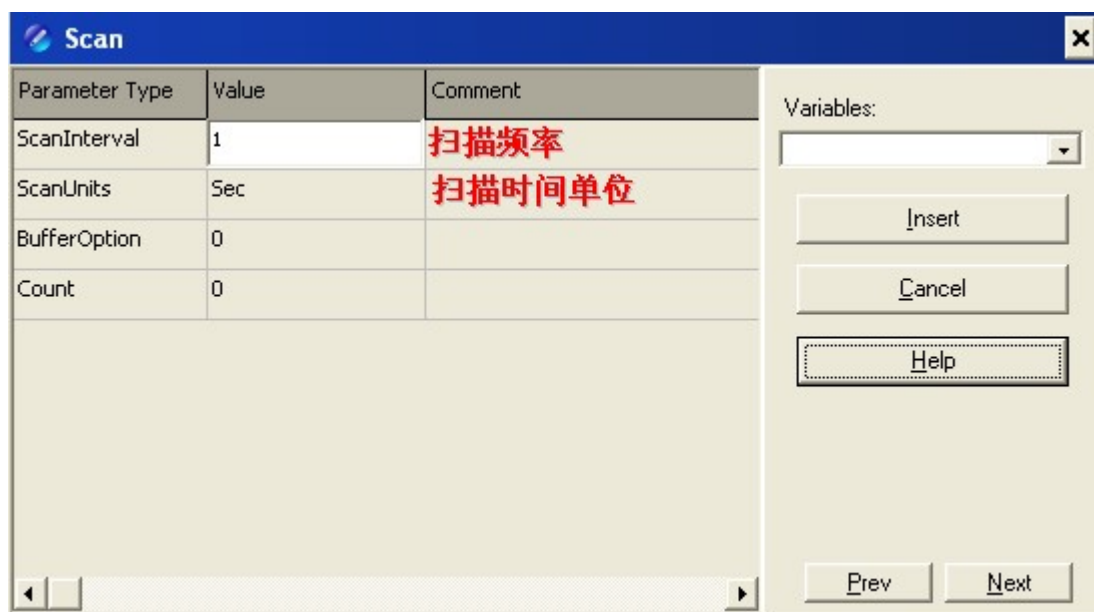 Scan
Parameter Type Value Comment
ScanInterval 1 扫描频率
ScanUnits Sec 扫描时间单位
BufferOption 0
Count 0
Variables:
Insert
Cancel
Help
Prev Next